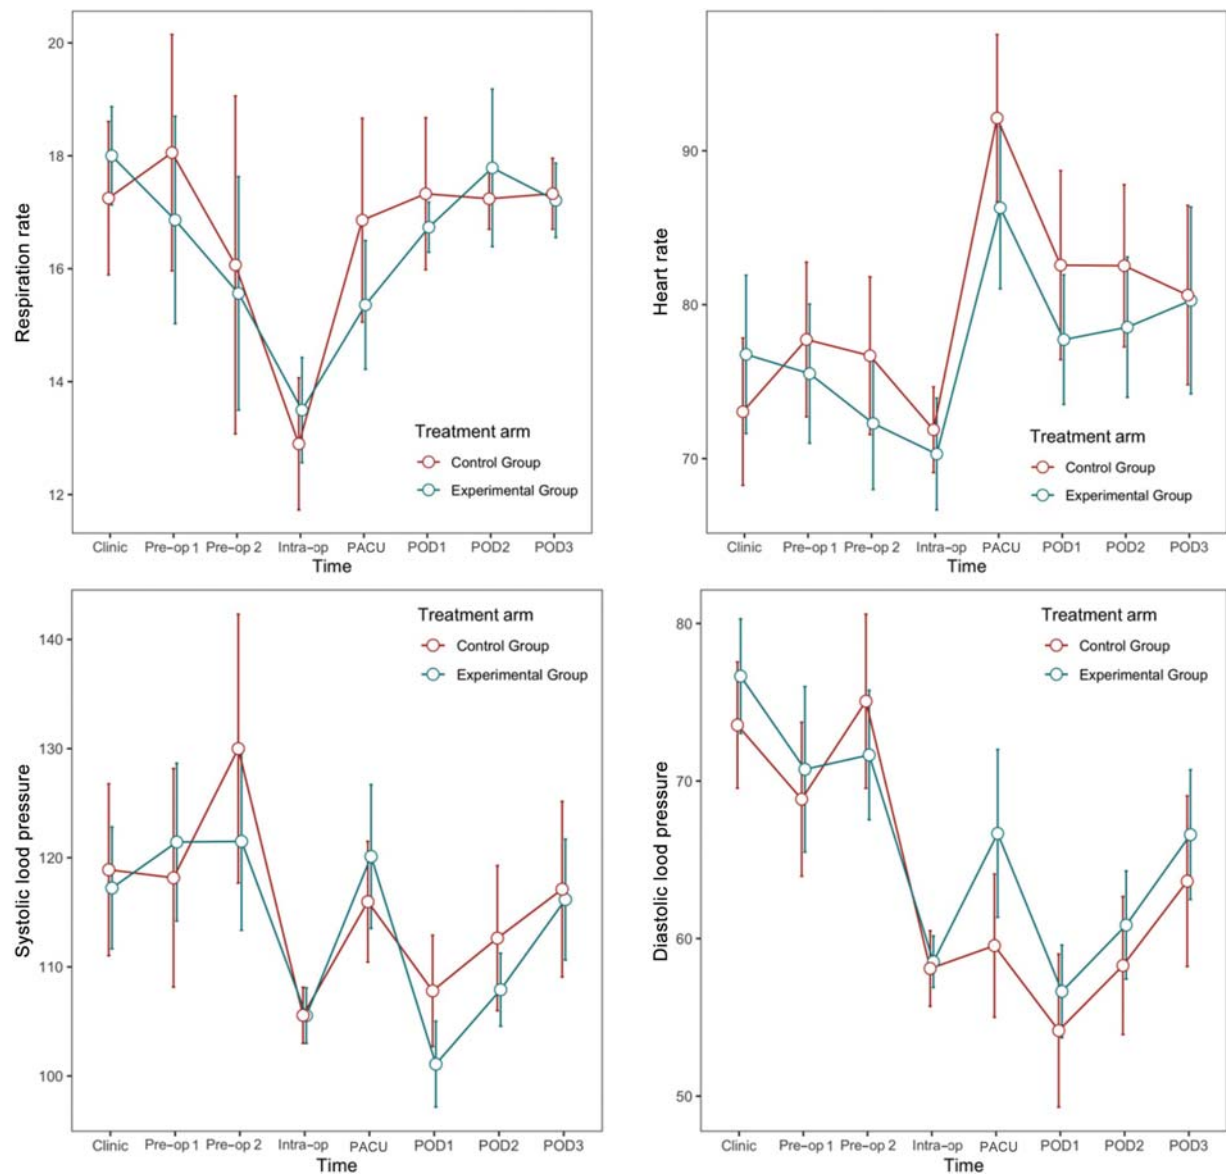 Respiration rate
20
18
16
14
12
Treatment arm
Control Group
Experimental Group
Clinic Pre-op 1 Pre-op 2 Intra-op PACU POD1 POD2 POD3
Time
Heart rate
90
80
70
Treatment arm
Control Group
Experimental Group
Clinic Pre-op 1 Pre-op 2 Intra-op PACU POD1 POD2 POD3
Time
Systolic lood pressure
140
130
120
110
100
Treatment arm
Control Group
Experimental Group
Clinic Pre-op 1 Pre-op 2 Intra-op PACU POD1 POD2 POD3
Time
Diastolic lood pressure
80
70
60
50
Treatment arm
Control Group
Experimental Group
Clinic Pre-op 1 Pre-op 2 Intra-op PACU POD1 POD2 POD3
Time